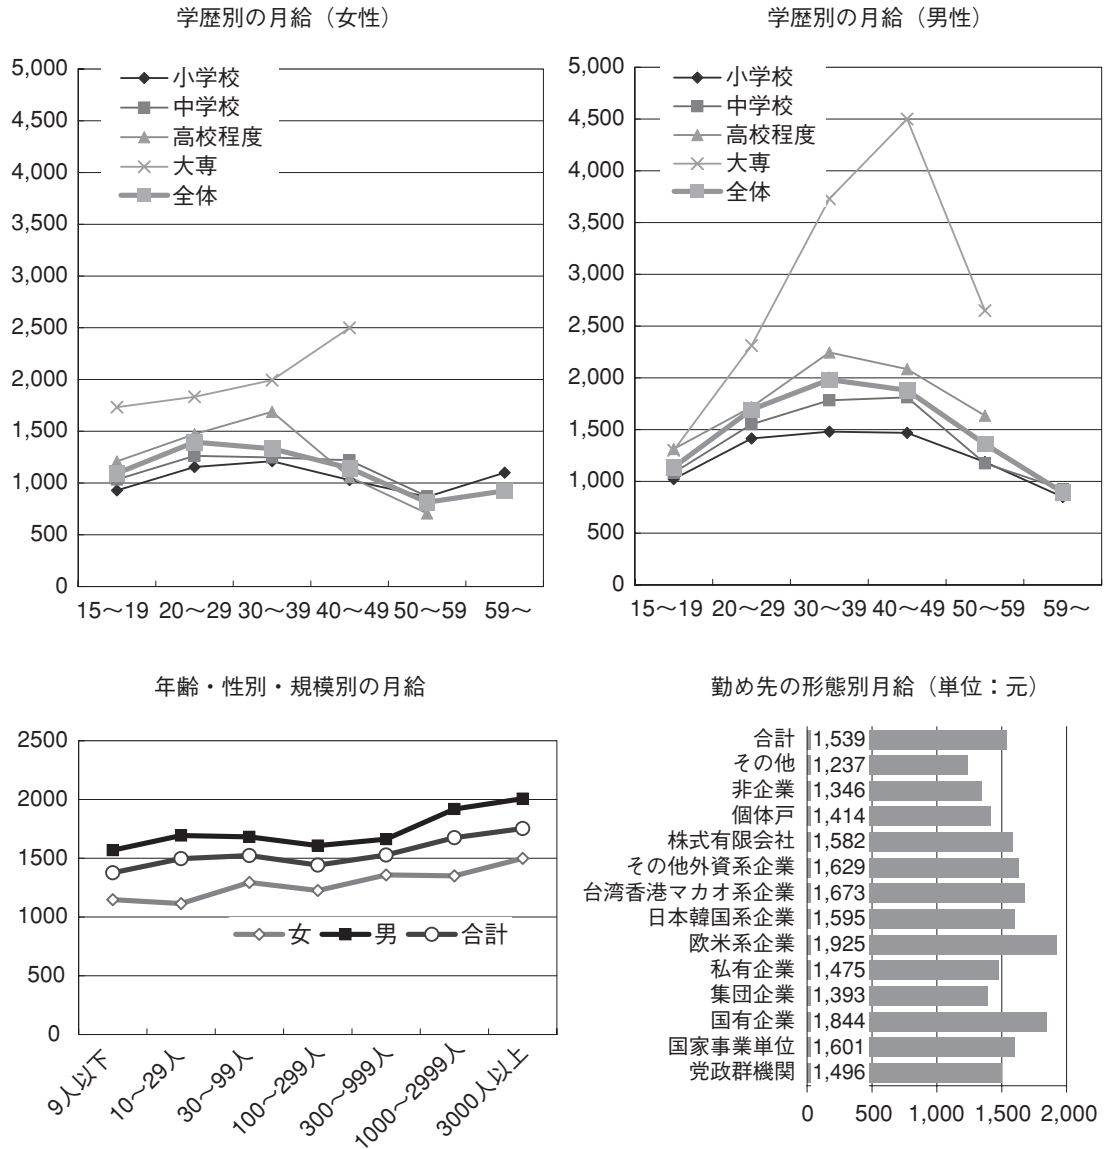 学歴別の月給（女性）
5,000
4,500
4,000
3,500
3,000
2,500
2,000
1,500
1,000
500
0
小学校
中学校
高校程度
大専
全体
15～19 20～29 30～39 40～49 50～59 59～
学歴別の月給（男性）
5,000
4,500
4,000
3,500
3,000
2,500
2,000
1,500
1,000
500
0
小学校
中学校
高校程度
大専
全体
15～19 20～29 30～39 40～49 50～59 59～
年齢・性別・規模別の月給
2500
2000
1500
1000
500
0
女 男 合計
9人以下
10～29人
30～99人
100～299人
300～999人
1000～2999人
3000人以上
勤め先の形態別月給（単位：元）
合計 1,539
その他 1,237
非企業 1,346
個体戸 1,414
株式有限会社 1,582
その他外資系企業 1,629
台湾香港マカオ系企業 1,673
日本韓国系企業 1,595
欧米系企業 1,925
私有企業 1,475
集団企業 1,393
国有企業 1,844
国家事業単位 1,601
党政群機関 1,496
0 500 1,000 1,500 2,000